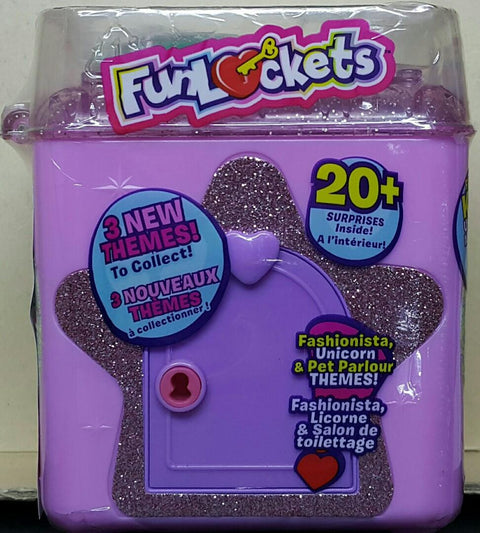 FunLockets
20+
SURPRISES
Inside!
A l'intérieur!
3 NEW
THEMES!
To Collect!
3 NOUVEAUX
THÈMES
à collectionner!
Fashionista,
Unicorn
& Pet Parlour
THEMES!
Fashionista,
Licorne
& Salon de
toilettage